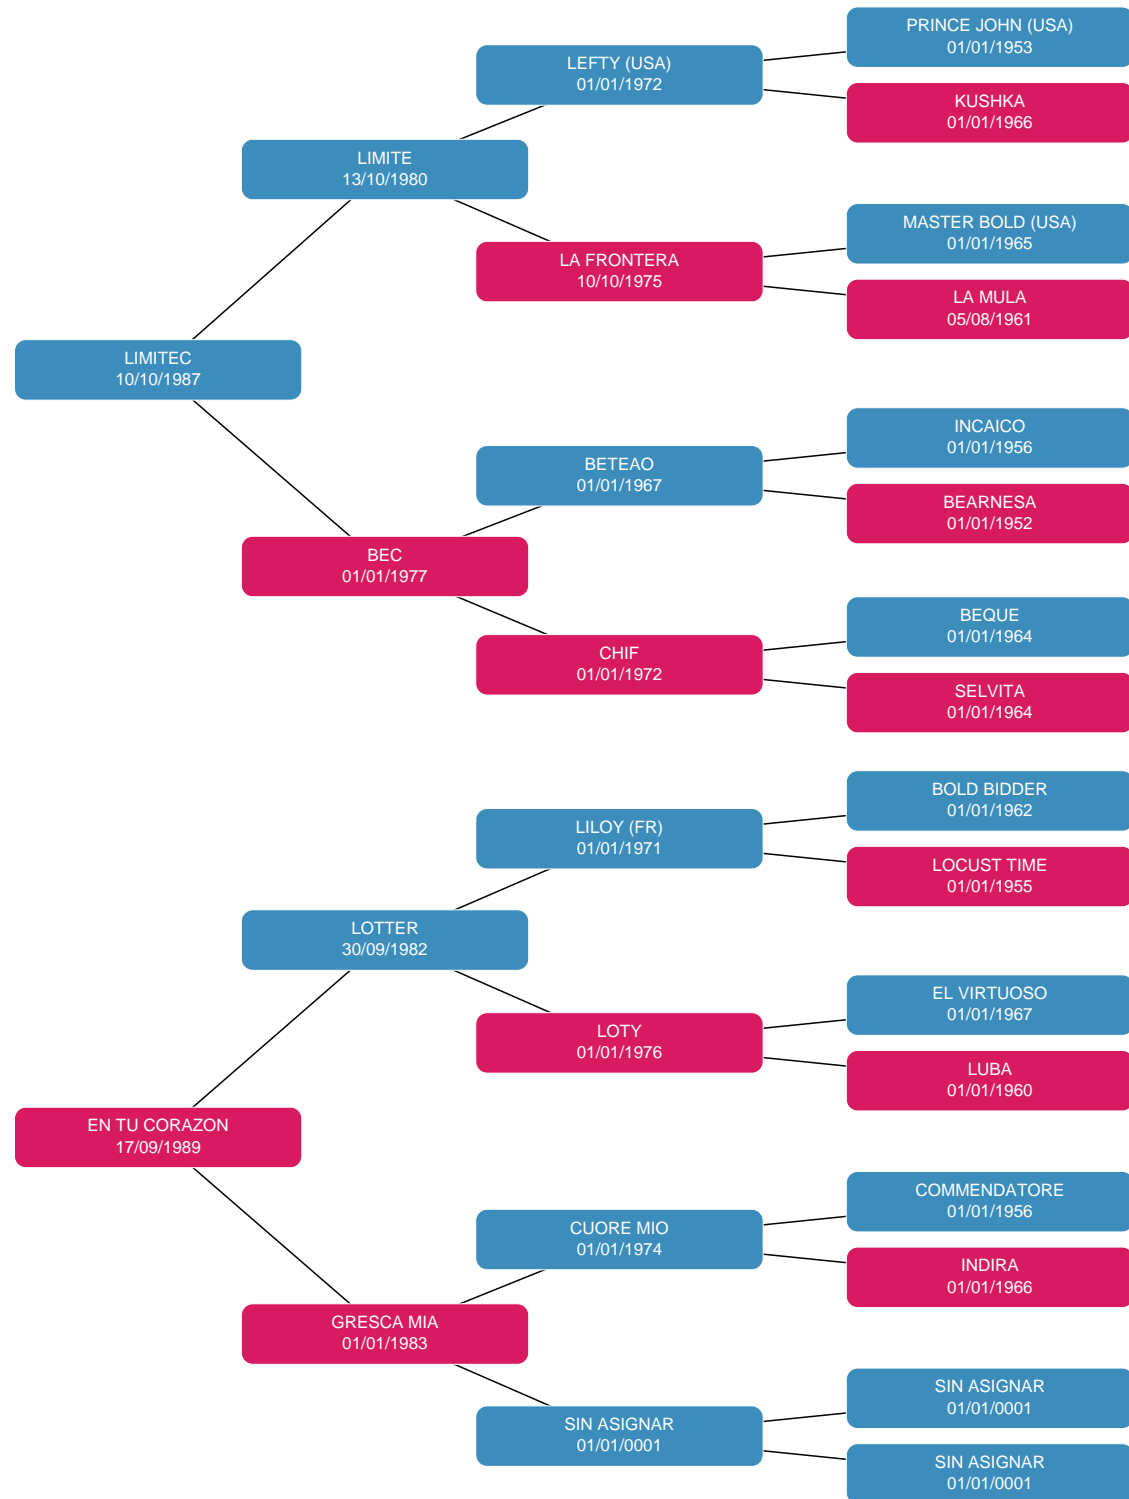 PRINCE JOHN (USA)
01/01/1953
LEFTY (USA)
01/01/1972
KUSHKA
01/01/1966
LIMITE
13/10/1980
MASTER BOLD (USA)
01/01/1965
LA FRONTERA
10/10/1975
LA MULA
05/08/1961
LIMITEC
10/10/1987
INCAICO
01/01/1956
BETEAO
01/01/1967
BEARNESA
01/01/1952
BEC
01/01/1977
BEQUE
01/01/1964
CHIF
01/01/1972
SELVITA
01/01/1964
BOLD BIDDER
01/01/1962
LILOY (FR)
01/01/1971
LOCUST TIME
01/01/1955
LOTTER
30/09/1982
EL VIRTUOSO
01/01/1967
LOTY
01/01/1976
LUBA
01/01/1960
EN TU CORAZON
17/09/1989
COMMENDATORE
01/01/1956
CUORE MIO
01/01/1974
INDIRA
01/01/1966
GRESCA MIA
01/01/1983
SIN ASIGNAR
01/01/0001
SIN ASIGNAR
01/01/0001
SIN ASIGNAR
01/01/0001